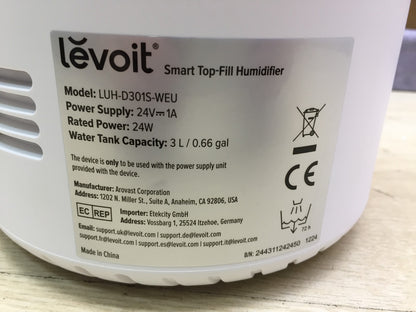 levoit® Smart Top-Fill Humidifier
Model: LUH-D301S-WEU
Power Supply: 24V⎓1A
Rated Power: 24W
Water Tank Capacity: 3 L / 0.66 gal
The device is only to be used with the power supply unit
provided with the device.
Manufacturer: Arovast Corporation
Address: 1202 N. Miller St., Suite A, Anaheim, CA 92806, USA
EC REP
Importer: Etekcity GmbH
Address: Vossbarg 1, 25524 Itzehoe, Germany
Email: support.uk@levoit.com | support.de@levoit.com
support.fr@levoit.com | support.es@levoit.com | support.it@levoit.com
Made in China
CE
72 h
B/N: 244311242450 1224